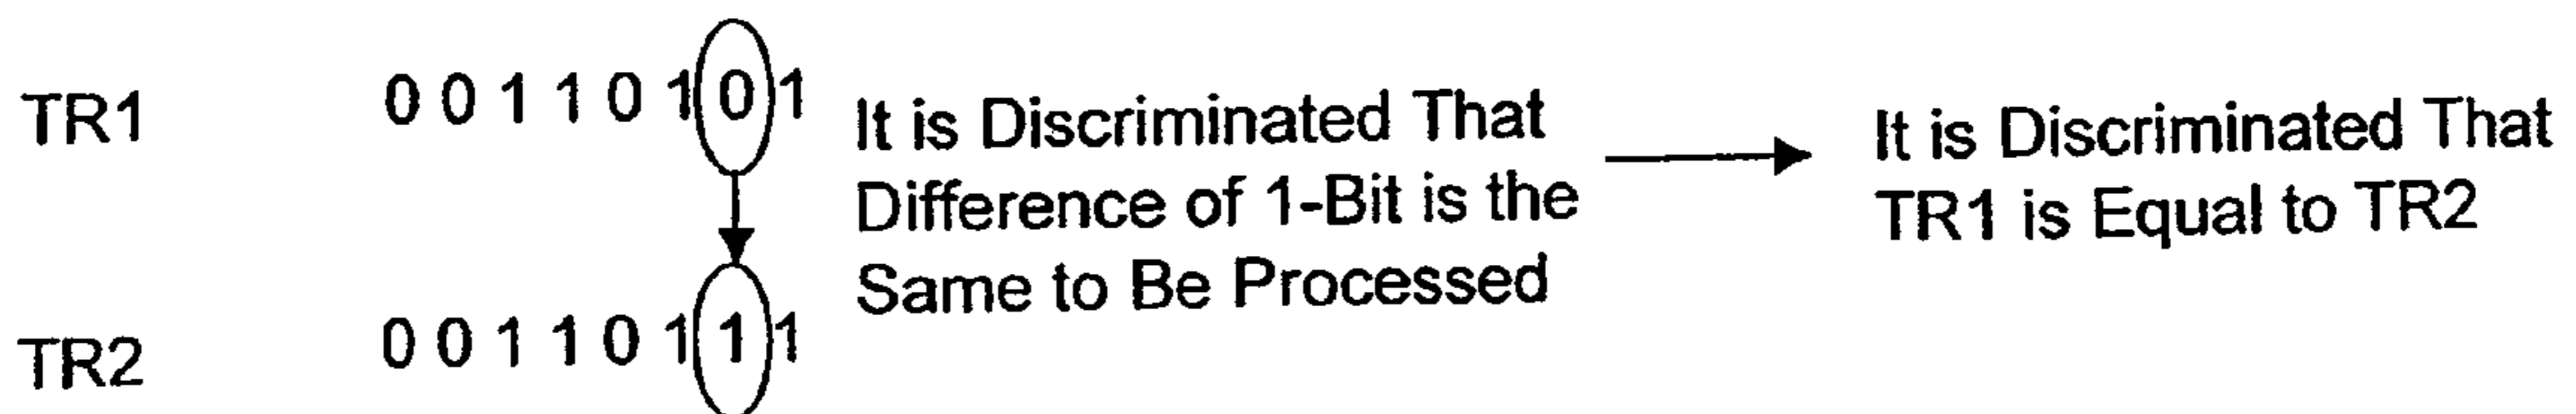 TR1 0 0 1 1 0 1 0 1
It is Discriminated That
Difference of 1-Bit is the
Same to Be Processed
It is Discriminated That
TR1 is Equal to TR2
TR2 0 0 1 1 0 1 1 1